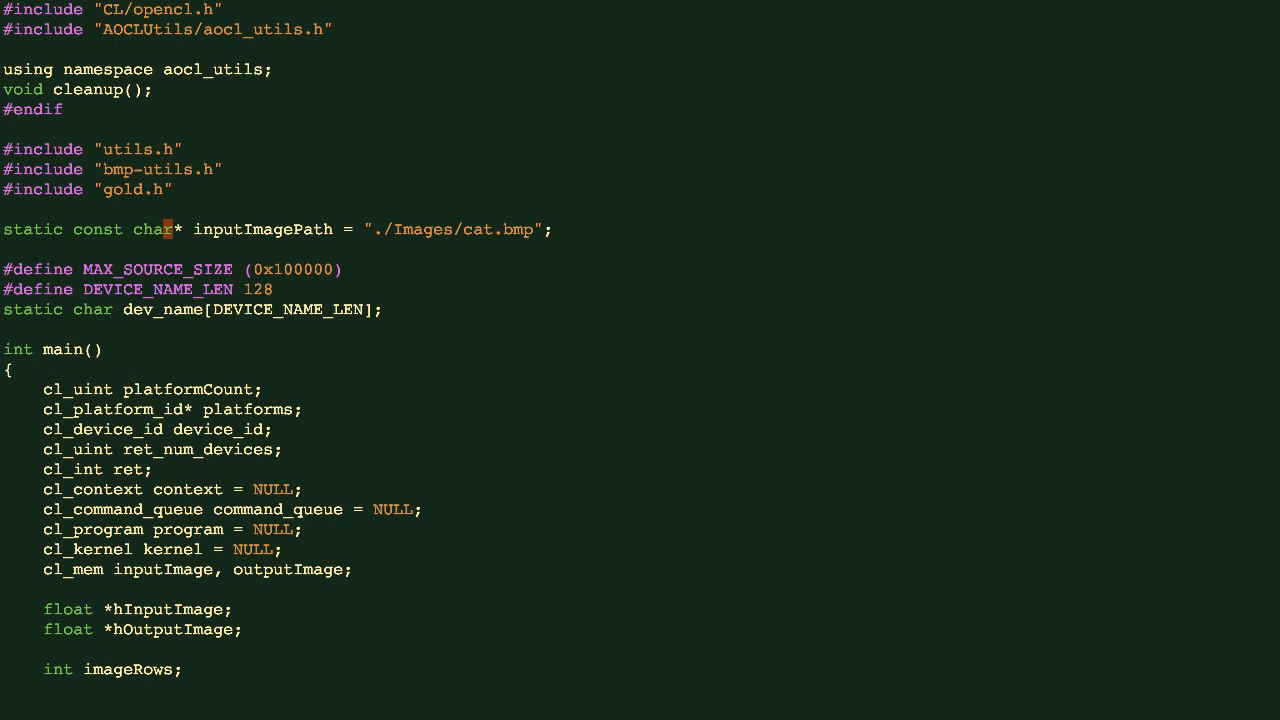 #include "CL/opencl.h"
#include "AOCLUtils/aocl_utils.h"
using namespace aocl_utils;
void cleanup();
#endif
#include "utils.h"
#include "bmp-utils.h"
#include "gold.h"
static const char* inputImagePath = "./Images/cat.bmp";
#define MAX_SOURCE_SIZE (0x100000)
#define DEVICE_NAME_LEN 128
static char dev_name[DEVICE_NAME_LEN];
int main()
{
    cl_uint platformCount;
    cl_platform_id* platforms;
    cl_device_id device_id;
    cl_uint ret_num_devices;
    cl_int ret;
    cl_context context = NULL;
    cl_command_queue command_queue = NULL;
    cl_program program = NULL;
    cl_kernel kernel = NULL;
    cl_mem inputImage, outputImage;
    float *hInputImage;
    float *hOutputImage;
    int imageRows;